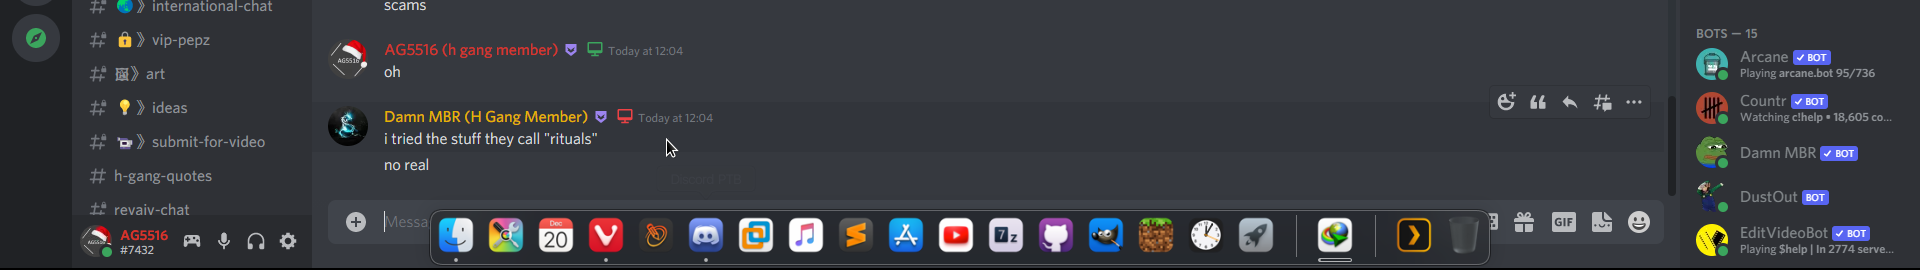 international-chat
vip-pepz
art
ideas
submit-for-video
h-gang-quotes
revaiv-chat
AG5516
#7432
scams
AG5516 (h gang member) Today at 12:04
oh
Damn MBR (H Gang Member) Today at 12:04
i tried the stuff they call "rituals"
no real
Messa
DEC
20
7z
GIF
BOTS — 15
Arcane BOT
Playing arcane.bot 95/736
Countr BOT
Watching c!help • 18,605 co...
Damn MBR BOT
DustOut BOT
EditVideoBot BOT
Playing $help | In 2774 serve...